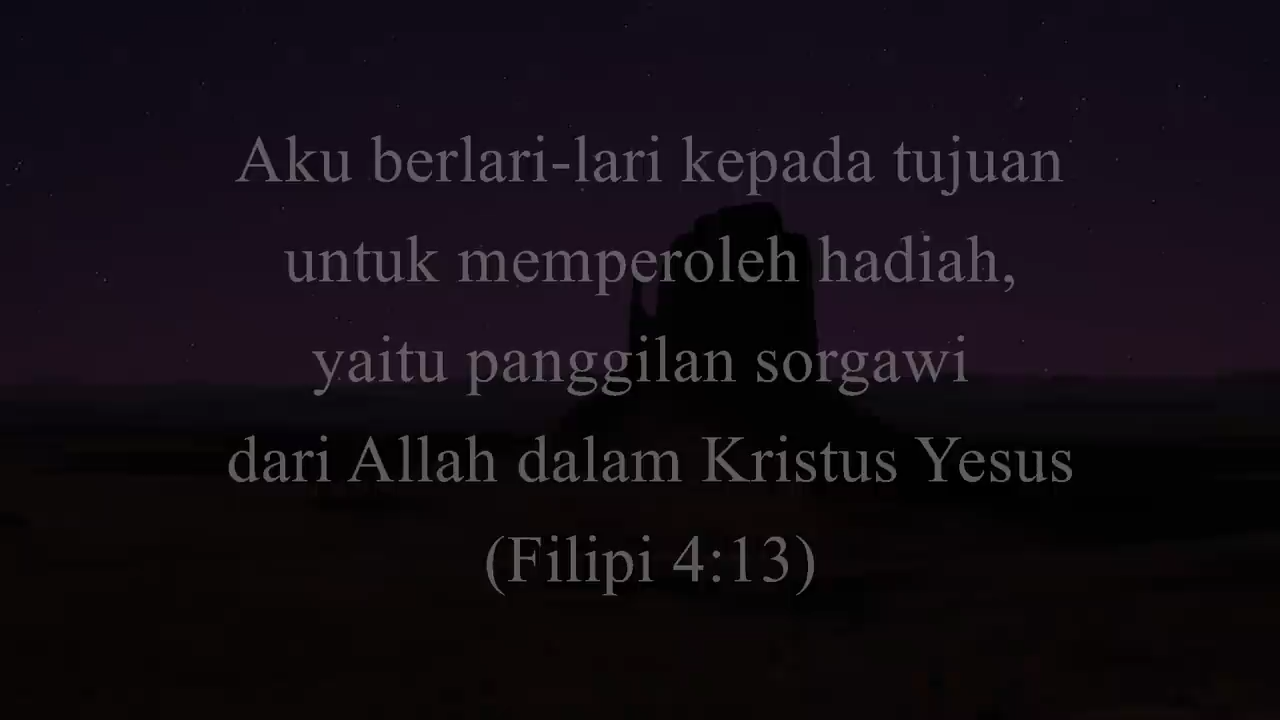 Aku berlari-lari kepada tujuan
untuk memperoleh hadiah,
yaitu panggilan sorgawi
dari Allah dalam Kristus Yesus
(Filipi 4:13)